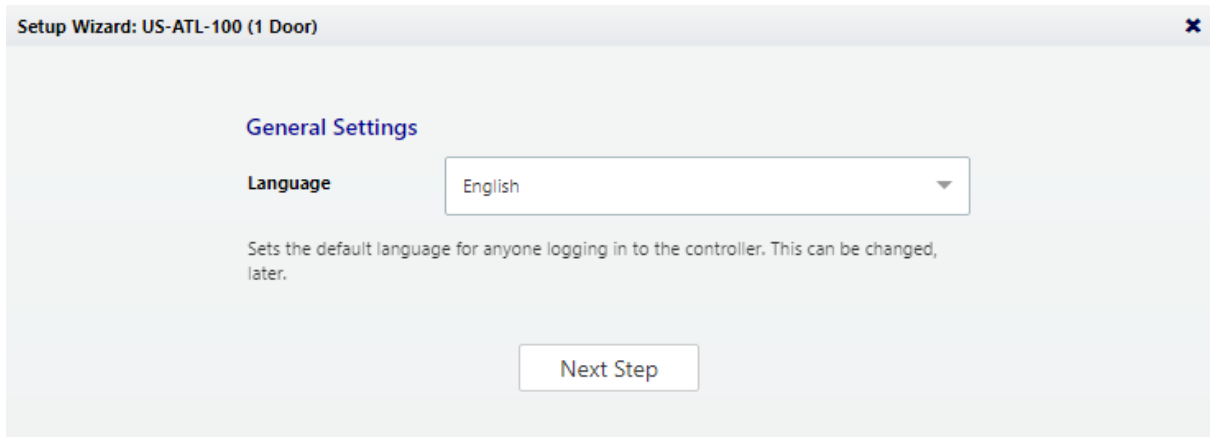 Setup Wizard: US-ATL-100 (1 Door)
General Settings
Language
English
Sets the default language for anyone logging in to the controller. This can be changed,
later.
Next Step